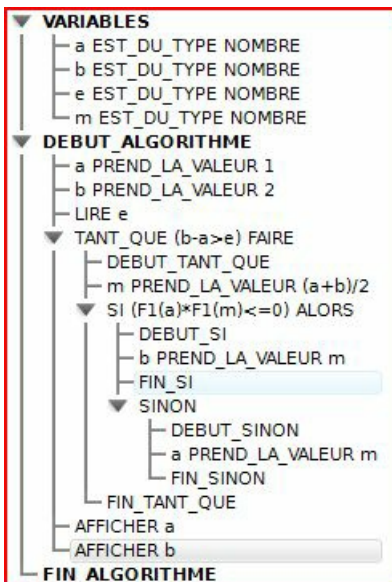 VARIABLES
a EST_DU_TYPE NOMBRE
b EST_DU_TYPE NOMBRE
e EST_DU_TYPE NOMBRE
m EST_DU_TYPE NOMBRE
DEBUT_ALGORITHME
a PREND_LA_VALEUR 1
b PREND_LA_VALEUR 2
LIRE e
TANT_QUE (b-a>e) FAIRE
DEBUT_TANT_QUE
m PREND_LA_VALEUR (a+b)/2
SI (F1(a)*F1(m)<=0) ALORS
DEBUT_SI
b PREND_LA_VALEUR m
FIN_SI
SINON
DEBUT_SINON
a PREND_LA_VALEUR m
FIN_SINON
FIN_TANT_QUE
AFFICHER a
AFFICHER b
FIN_ALGORITHME